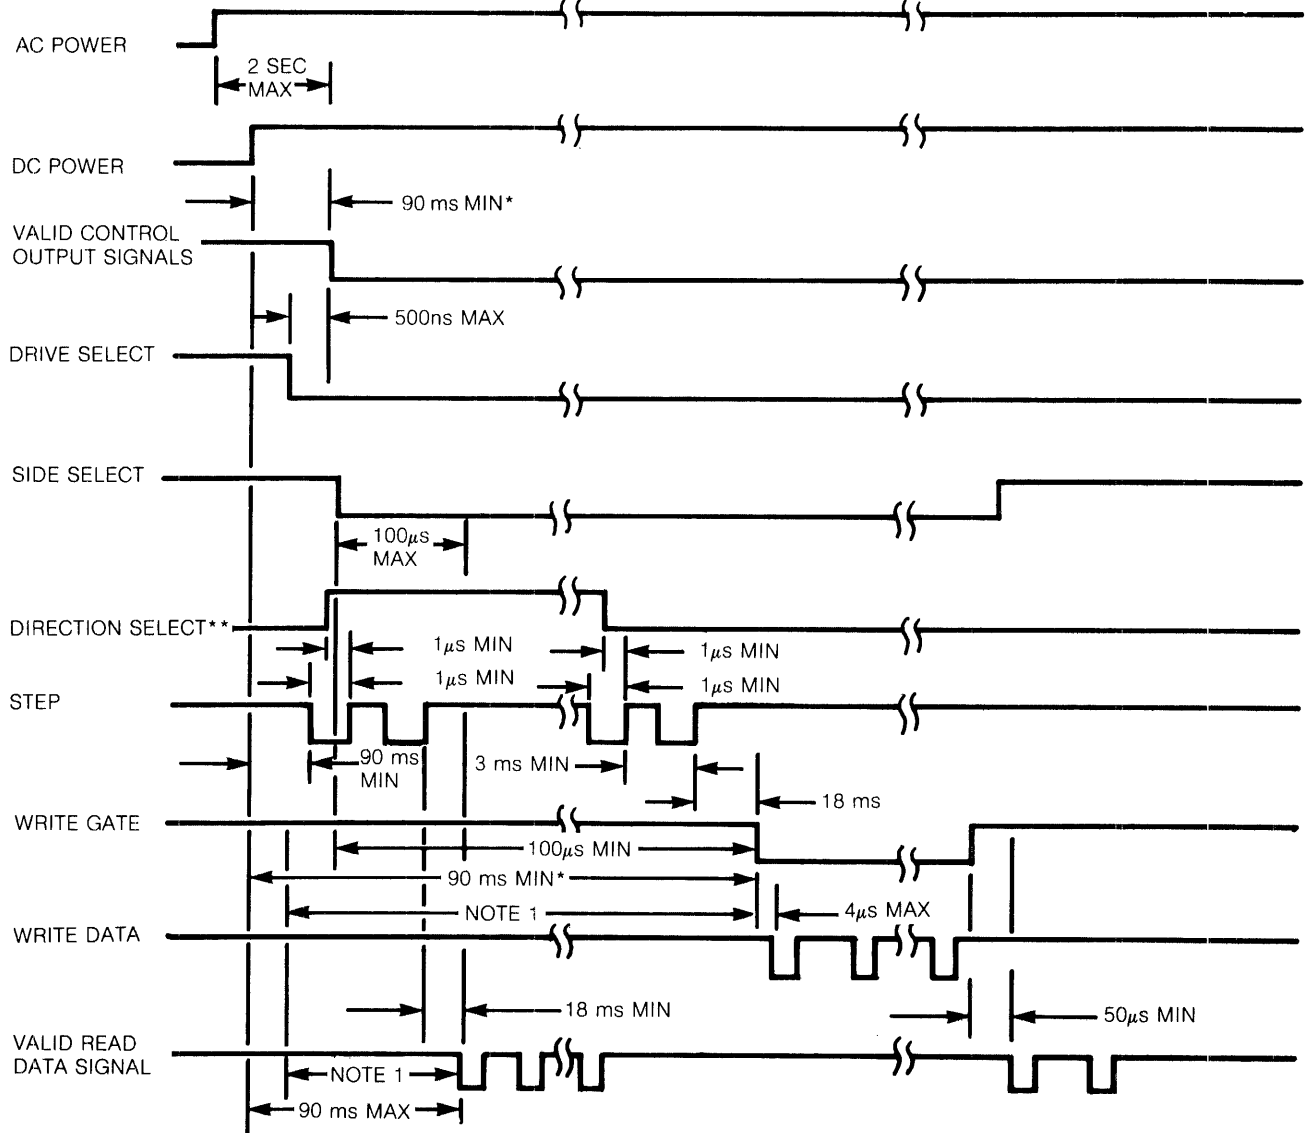 AC POWER
2 SEC
MAX
DC POWER
90 ms MIN*
VALID CONTROL
OUTPUT SIGNALS
500ns MAX
DRIVE SELECT
SIDE SELECT
100μs
MAX
DIRECTION SELECT**
1μs MIN
1μs MIN
1μs MIN
1μs MIN
STEP
90 ms
MIN
3 ms MIN
18 ms
WRITE GATE
100μs MIN
90 ms MIN*
NOTE 1
4μs MAX
WRITE DATA
18 ms MIN
50μs MIN
VALID READ
DATA SIGNAL
NOTE 1
90 ms MAX